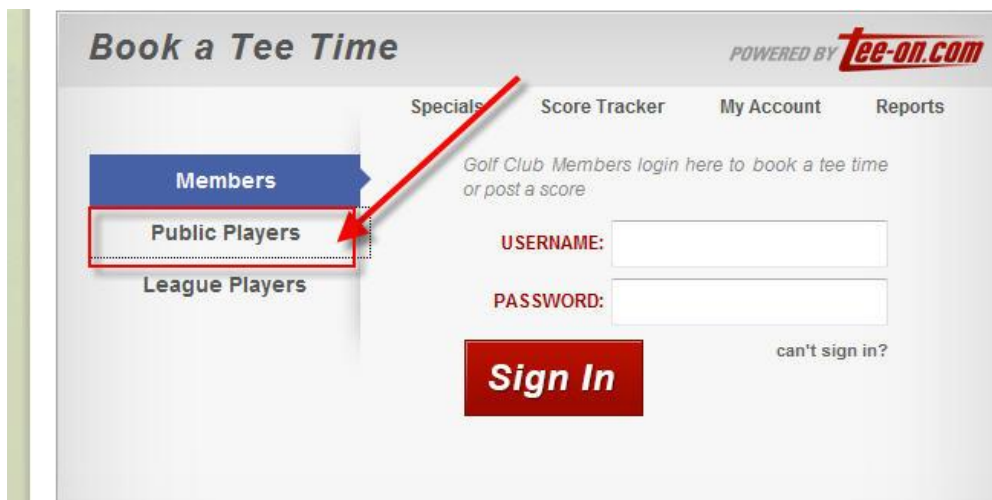 Book a Tee Time
POWERED BY tee-on.com
Specials Score Tracker My Account Reports
Members
Public Players
League Players
Golf Club Members login here to book a tee time
or post a score
USERNAME:
PASSWORD:
can't sign in?
Sign In